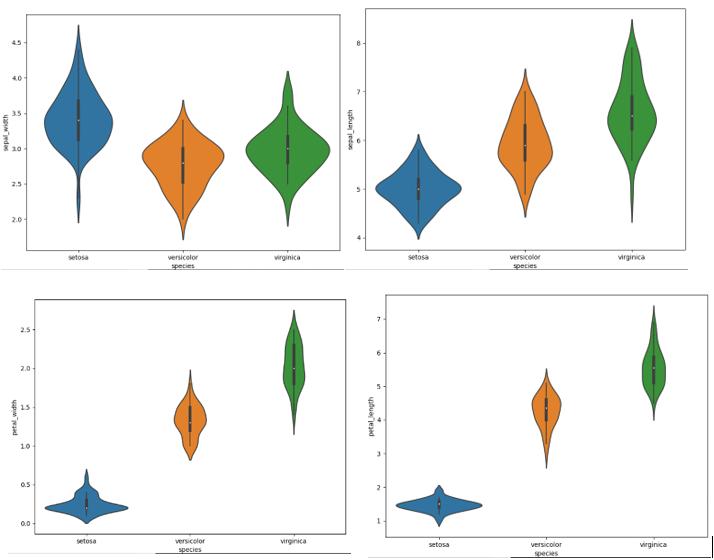 sepal_width
4.5
4.0
3.5
3.0
2.5
2.0
setosa versicolor virginica
species
sepal_length
8
7
6
5
4
setosa versicolor virginica
species
petal_width
2.5
2.0
1.5
1.0
0.5
0.0
setosa versicolor virginica
species
petal_length
7
6
5
4
3
2
1
setosa versicolor virginica
species